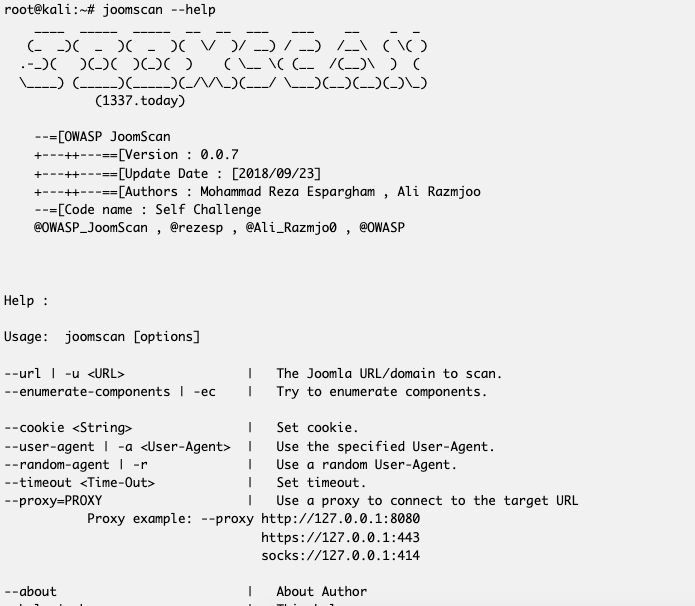 root@kali:~# joomscan --help
    ____  _____  _____  __  __  ___   ___    __    _  _
   (_  _)(  _  )(  _  )(  \/  )/ __) / __)  /__\  ( \( )
  .-_)(   )(_)(  )(_)(  )    ( \__ \( (__  /(__)\  )  (
  \____) (_____)(_____)(_/\/\_)(___/ \___)(__)(__)(_)\_)
            (1337.today)
    --=[OWASP JoomScan
    +---++---==[Version : 0.0.7
    +---++---==[Update Date : [2018/09/23]
    +---++---==[Authors : Mohammad Reza Espargham , Ali Razmjoo
    --=[Code name : Self Challenge
    @OWASP_JoomScan , @rezesp , @Ali_Razmjo0 , @OWASP
Help :
Usage:  joomscan [options]
--url | -u <URL>                |   The Joomla URL/domain to scan.
--enumerate-components | -ec    |   Try to enumerate components.
--cookie <String>               |   Set cookie.
--user-agent | -a <User-Agent>  |   Use the specified User-Agent.
--random-agent | -r             |   Use a random User-Agent.
--timeout <Time-Out>            |   Set timeout.
--proxy=PROXY                   |   Use a proxy to connect to the target URL
           Proxy example: --proxy http://127.0.0.1:8080
                                  https://127.0.0.1:443
                                  socks://127.0.0.1:414
--about                         |   About Author